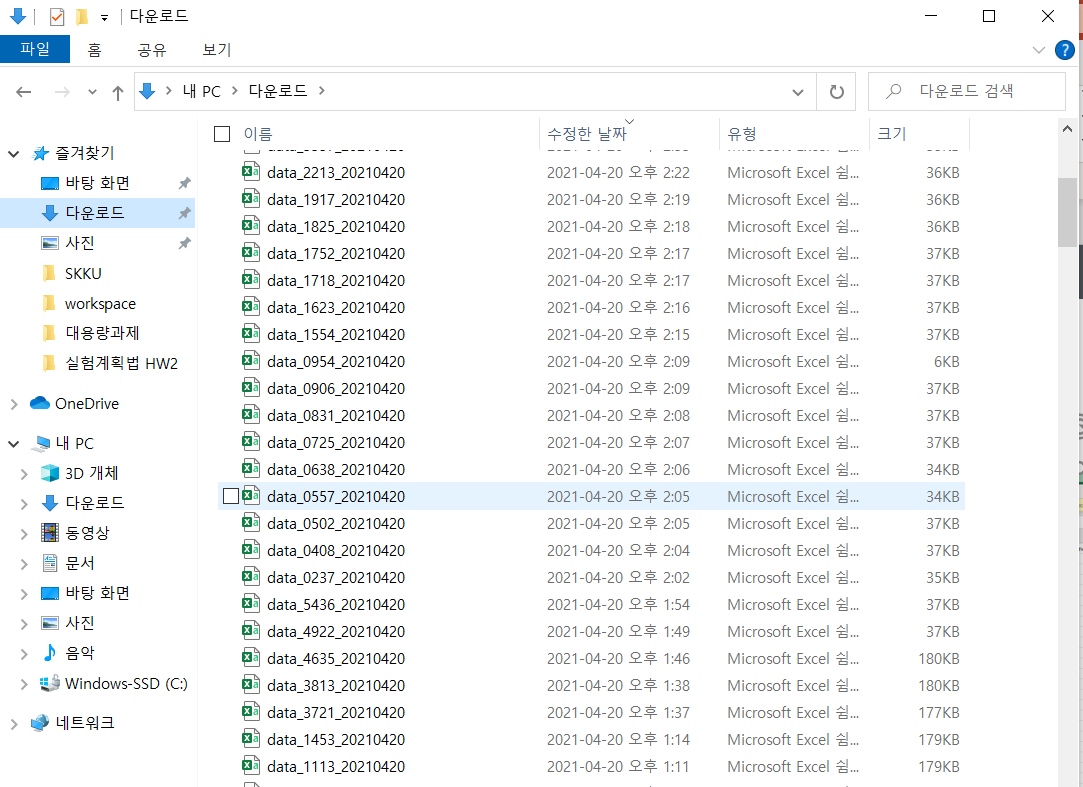 다운로드
파일 홈 공유 보기
내 PC 다운로드 다운로드 검색
이름 수정한 날짜 유형 크기
즐겨찾기
바탕 화면
다운로드
사진
SKKU
workspace
대용량과제
실험계획법 HW2
OneDrive
내 PC
3D 개체
다운로드
동영상
문서
바탕 화면
사진
음악
Windows-SSD (C:)
네트워크
data_2213_20210420 2021-04-20 오후 2:22 Microsoft Excel 쉼... 36KB
data_1917_20210420 2021-04-20 오후 2:19 Microsoft Excel 쉼... 36KB
data_1825_20210420 2021-04-20 오후 2:18 Microsoft Excel 쉼... 36KB
data_1752_20210420 2021-04-20 오후 2:17 Microsoft Excel 쉼... 37KB
data_1718_20210420 2021-04-20 오후 2:17 Microsoft Excel 쉼... 37KB
data_1623_20210420 2021-04-20 오후 2:16 Microsoft Excel 쉼... 37KB
data_1554_20210420 2021-04-20 오후 2:15 Microsoft Excel 쉼... 37KB
data_0954_20210420 2021-04-20 오후 2:09 Microsoft Excel 쉼... 6KB
data_0906_20210420 2021-04-20 오후 2:09 Microsoft Excel 쉼... 37KB
data_0831_20210420 2021-04-20 오후 2:08 Microsoft Excel 쉼... 37KB
data_0725_20210420 2021-04-20 오후 2:07 Microsoft Excel 쉼... 37KB
data_0638_20210420 2021-04-20 오후 2:06 Microsoft Excel 쉼... 34KB
data_0557_20210420 2021-04-20 오후 2:05 Microsoft Excel 쉼... 34KB
data_0502_20210420 2021-04-20 오후 2:05 Microsoft Excel 쉼... 37KB
data_0408_20210420 2021-04-20 오후 2:04 Microsoft Excel 쉼... 37KB
data_0237_20210420 2021-04-20 오후 2:02 Microsoft Excel 쉼... 35KB
data_5436_20210420 2021-04-20 오후 1:54 Microsoft Excel 쉼... 37KB
data_4922_20210420 2021-04-20 오후 1:49 Microsoft Excel 쉼... 37KB
data_4635_20210420 2021-04-20 오후 1:46 Microsoft Excel 쉼... 180KB
data_3813_20210420 2021-04-20 오후 1:38 Microsoft Excel 쉼... 180KB
data_3721_20210420 2021-04-20 오후 1:37 Microsoft Excel 쉼... 177KB
data_1453_20210420 2021-04-20 오후 1:14 Microsoft Excel 쉼... 179KB
data_1113_20210420 2021-04-20 오후 1:11 Microsoft Excel 쉼... 179KB